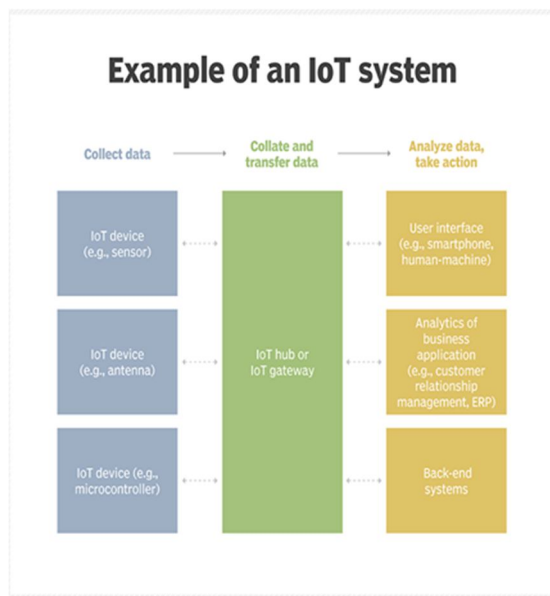 Example of an IoT system
Collect data
Collate and
transfer data
Analyze data,
take action
IoT device
(e.g., sensor)
IoT device
(e.g., antenna)
IoT device (e.g.,
microcontroller)
IoT hub or
IoT gateway
User interface
(e.g., smartphone,
human-machine)
Analytics of
business
application
(e.g., customer
relationship
management, ERP)
Back-end
systems